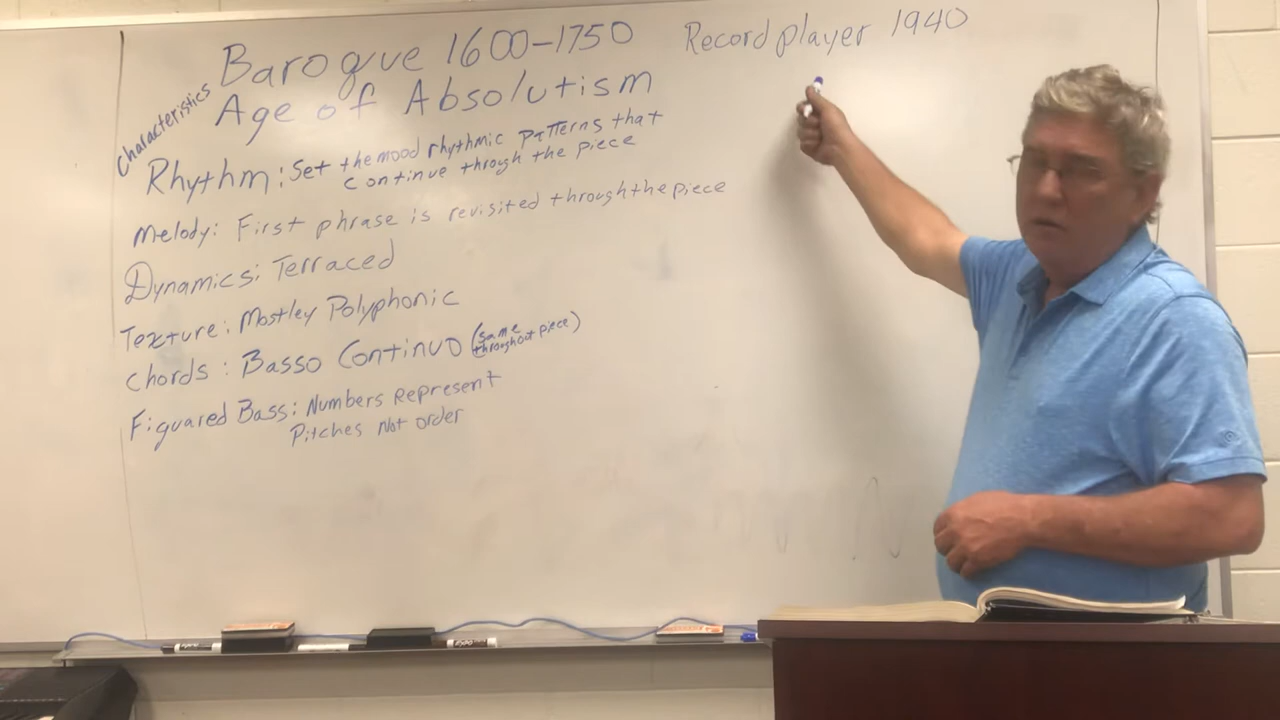 Baroque 1600-1750
Record player 1940
Age of Absolutism
Characteristics
Rhythm: Set the mood rhythmic patterns that
continue through the piece
Melody: First phrase is revisited through the piece
Dynamics: Terraced
Texture: Mostley Polyphonic
Chords: Basso Continuo (same
throughout piece)
Figuared Bass: Numbers Represent
Pitches Not order
EXPO